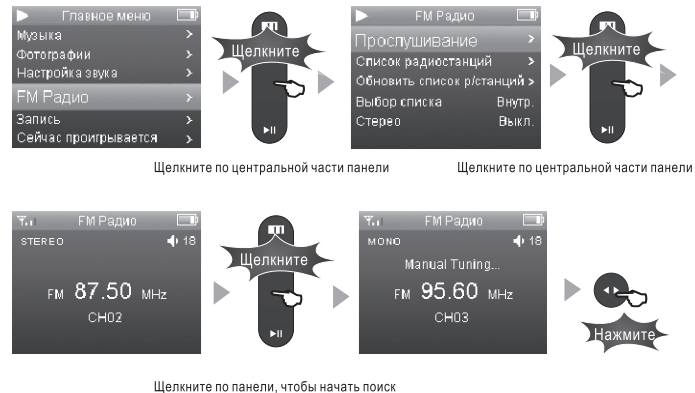 Главное меню
Музыка >
Фотографии >
Настройка звука >
FM Радио >
Запись >
Сейчас проигрывается >
Щелкните
FM Радио
Прослушивание >
Список радиостанций >
Обновить список р/станций >
Выбор списка Внутр.
Стерео Выкл.
Щелкните
Щелкните по центральной части панели
Щелкните по центральной части панели
FM Радио
STEREO 18
FM 87.50 MHz
CH02
Щелкните
FM Радио
MONO 18
Manual Tuning...
FM 95.60 MHz
CH03
Нажмите
Щелкните по панели, чтобы начать поиск